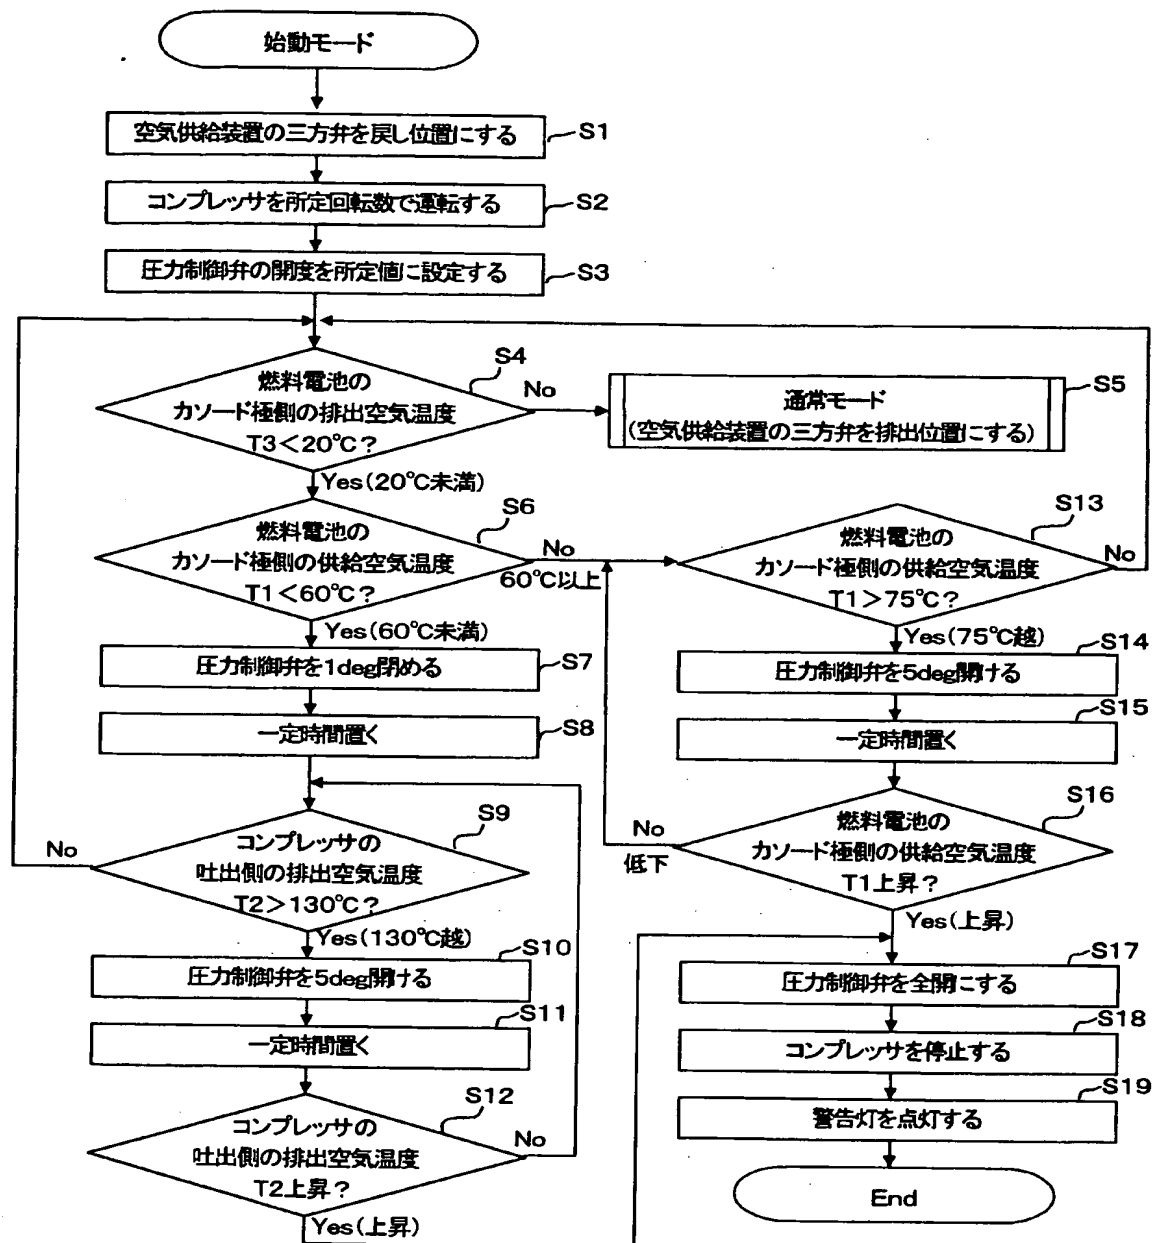 始動モード
空気供給装置の三方弁を戻し位置にする
S1
コンプレッサを所定回転数で運転する
S2
圧力制御弁の開度を所定値に設定する
S3
燃料電池の
カソード極側の排出空気温度
T3<20℃?
S4
No
通常モード
(空気供給装置の三方弁を排出位置にする)
S5
Yes(20℃未満)
燃料電池の
カソード極側の供給空気温度
T1<60℃?
S6
No
60℃以上
Yes(60℃未満)
圧力制御弁を1deg閉める
S7
一定時間置く
S8
コンプレッサの
吐出側の排出空気温度
T2>130℃?
S9
No
Yes(130℃越)
圧力制御弁を5deg開ける
S10
一定時間置く
S11
コンプレッサの
吐出側の排出空気温度
T2上昇?
S12
No
Yes(上昇)
燃料電池の
カソード極側の供給空気温度
T1>75℃?
S13
No
Yes(75℃越)
圧力制御弁を5deg開ける
S14
一定時間置く
S15
燃料電池の
カソード極側の供給空気温度
T1上昇?
S16
No
低下
Yes(上昇)
圧力制御弁を全開にする
S17
コンプレッサを停止する
S18
警告灯を点灯する
S19
End